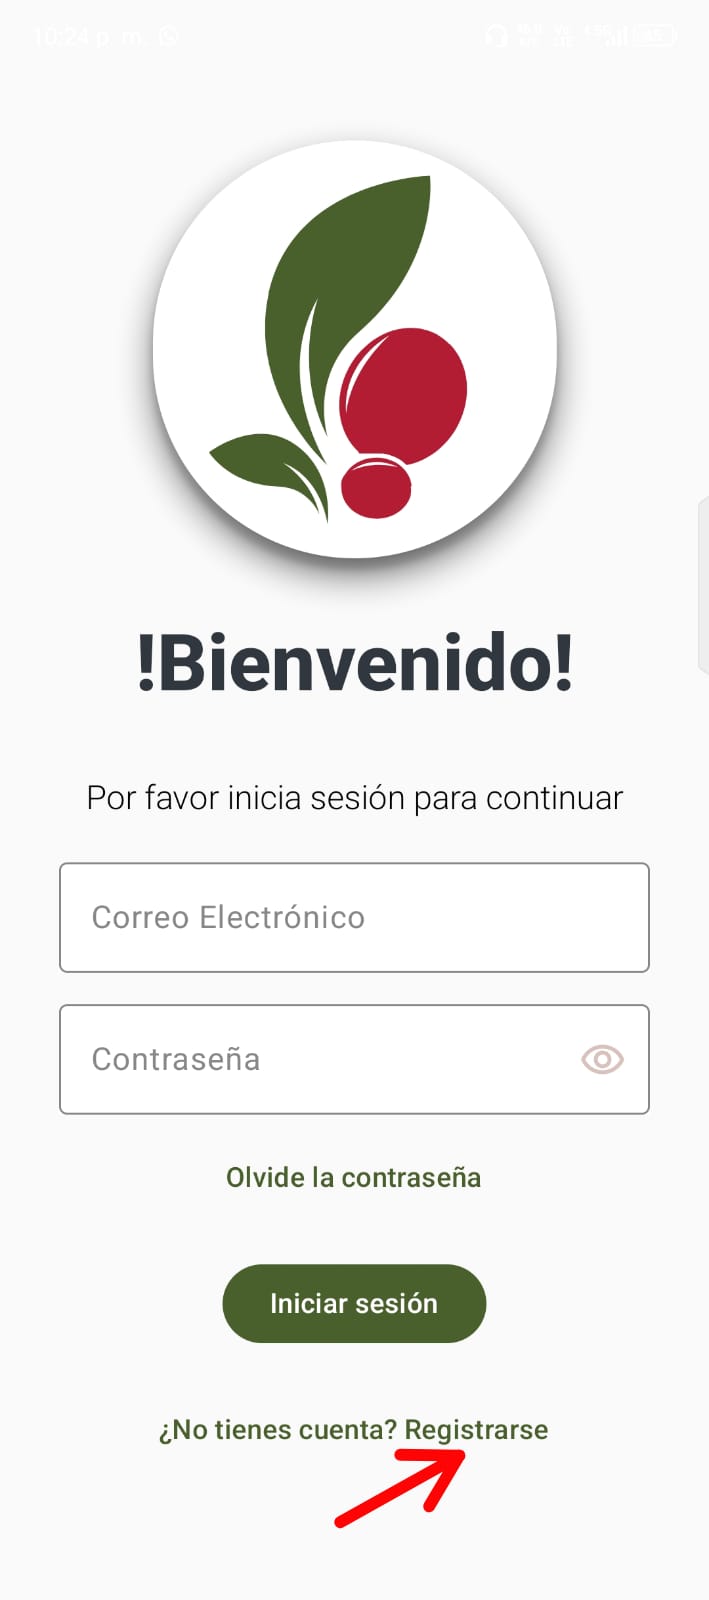 10:24 p. m.
!Bienvenido!
Por favor inicia sesión para continuar
Correo Electrónico
Contraseña
Olvide la contraseña
Iniciar sesión
¿No tienes cuenta? Registrarse